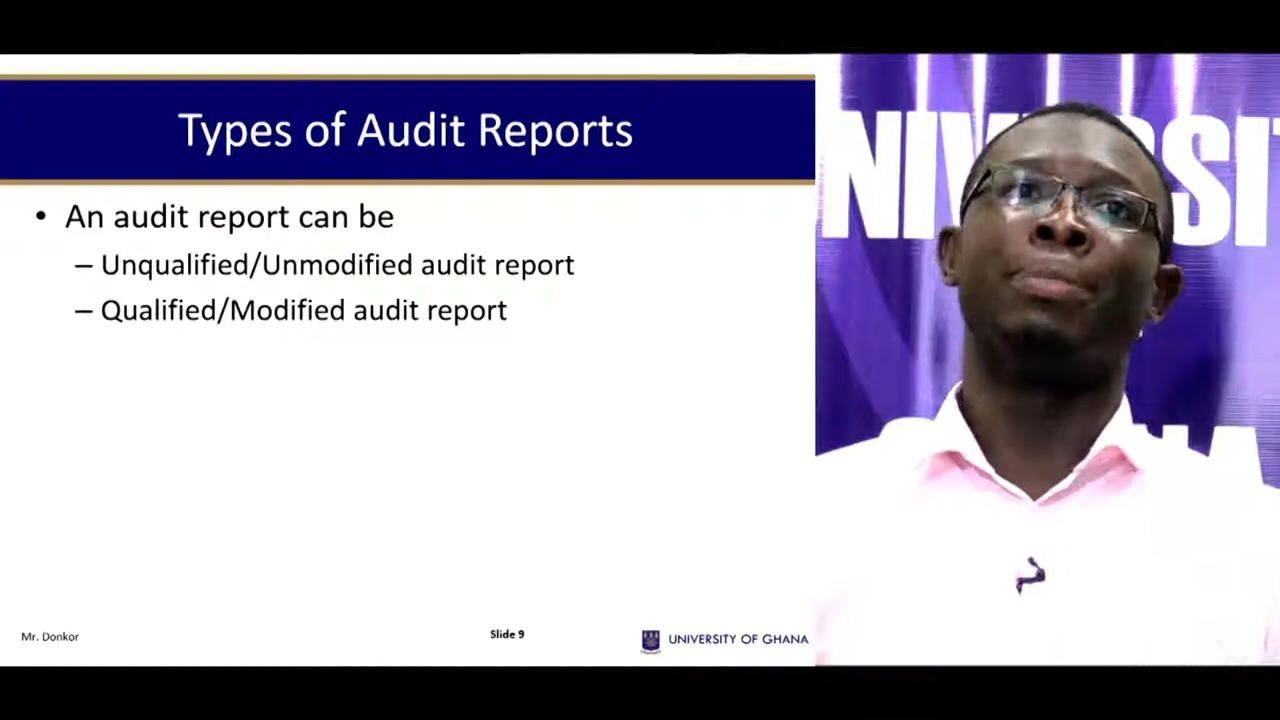 Types of Audit Reports
• An audit report can be
– Unqualified/Unmodified audit report
– Qualified/Modified audit report
Mr. Donkor
Slide 9
UNIVERSITY OF GHANA